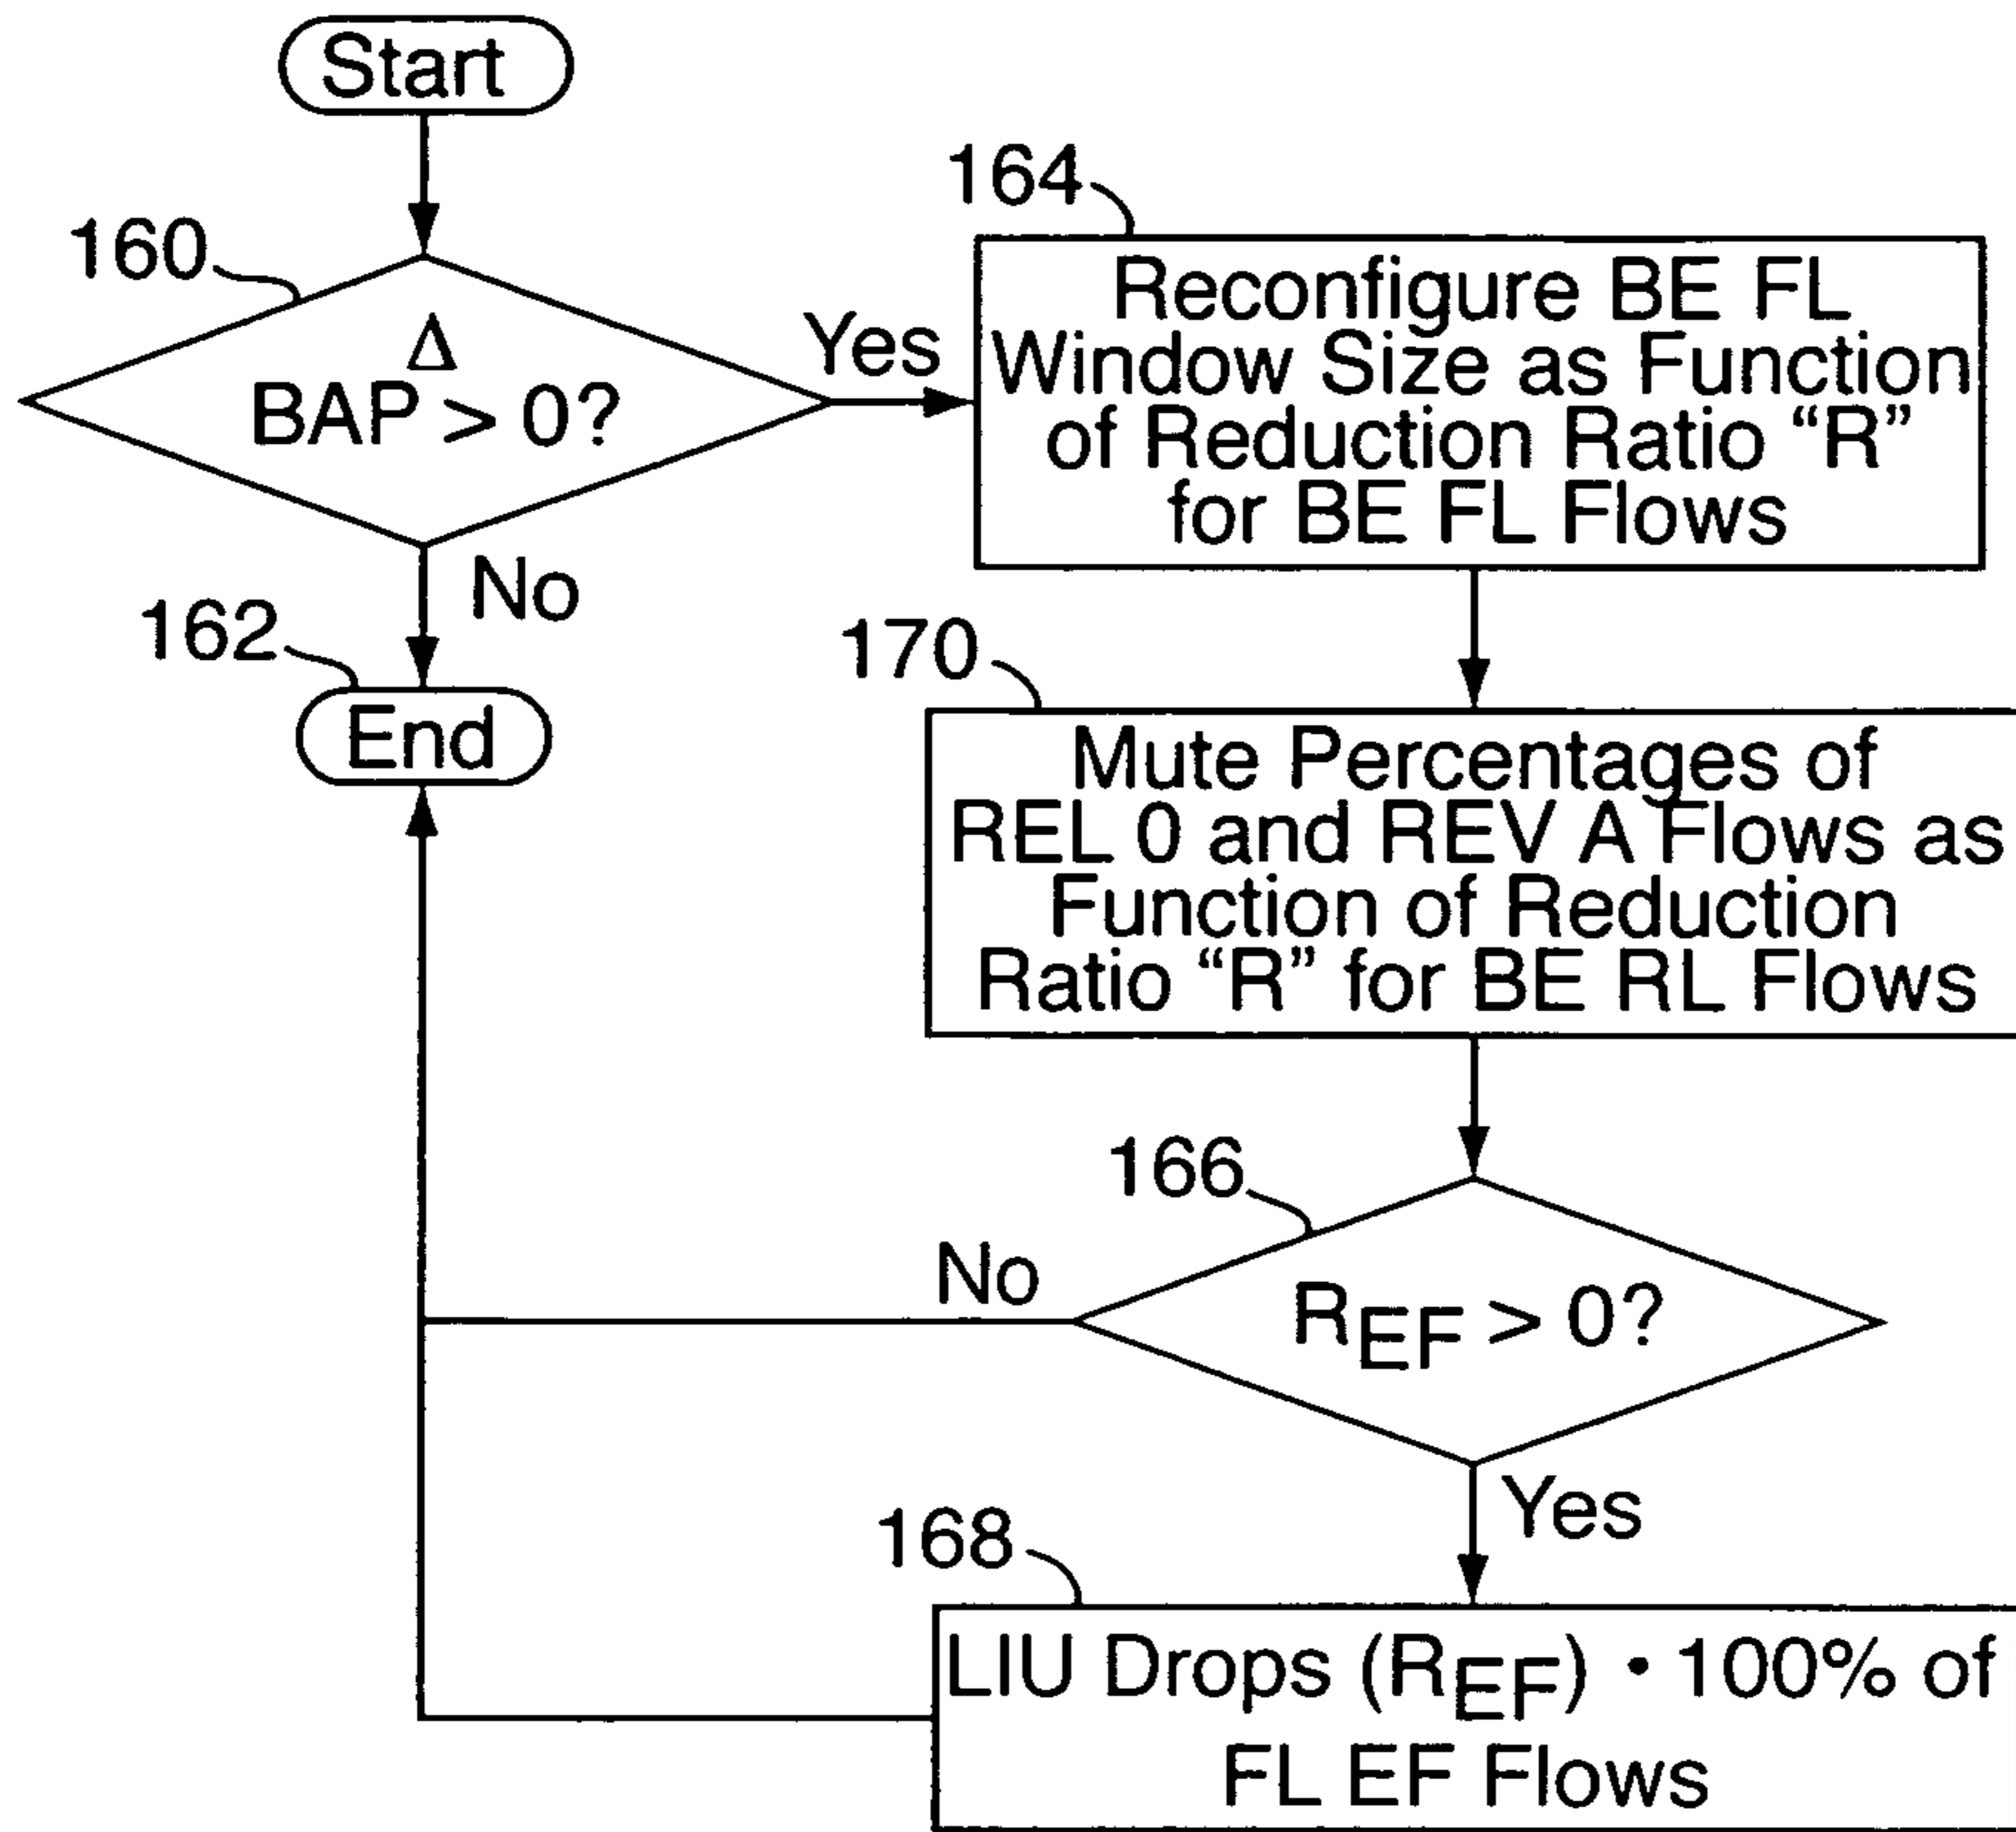 Start
160
Δ
BAP > 0?
Yes
No
162
End
164
Reconfigure BE FL
Window Size as Function
of Reduction Ratio “R”
for BE FL Flows
170
Mute Percentages of
REL 0 and REV A Flows as
Function of Reduction
Ratio “R” for BE RL Flows
166
REF > 0?
No
Yes
168
LIU Drops (REF) • 100% of
FL EF Flows